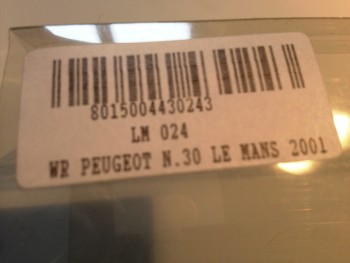 8015004430243
LM 024
WR PEUGEOT N.30 LE MANS 2001